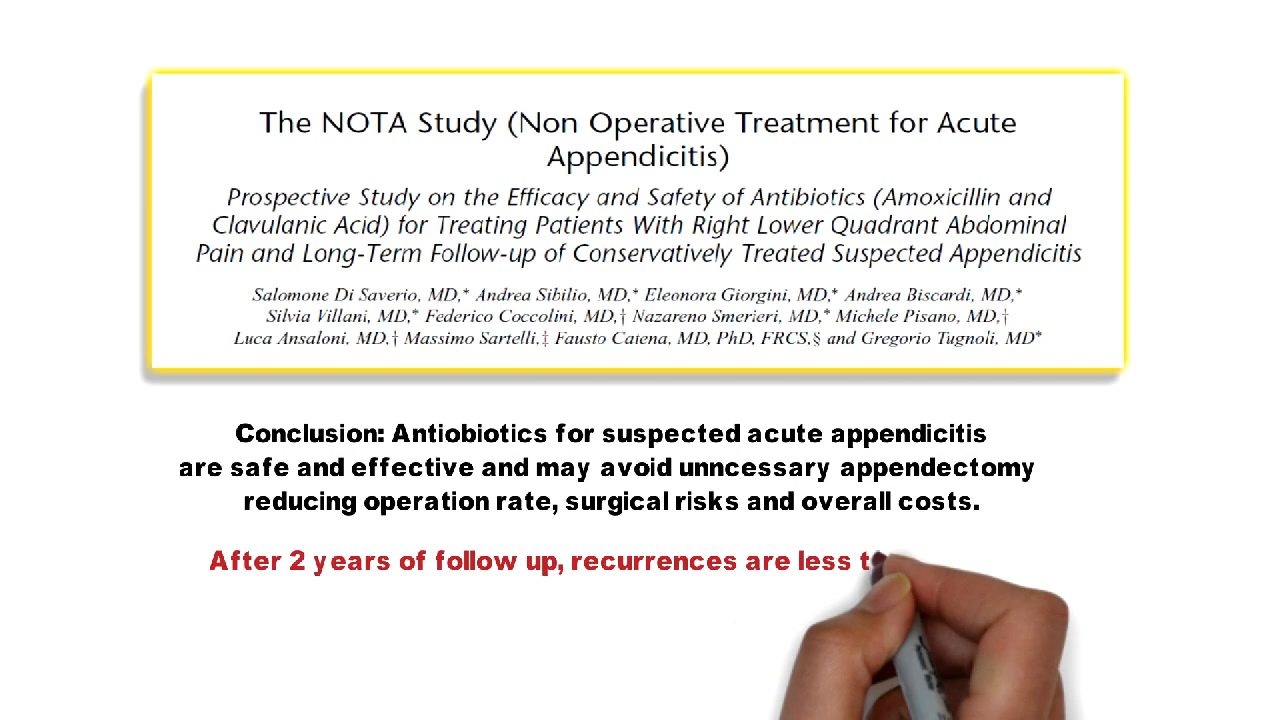 The NOTA Study (Non Operative Treatment for Acute
Appendicitis)
Prospective Study on the Efficacy and Safety of Antibiotics (Amoxicillin and
Clavulanic Acid) for Treating Patients With Right Lower Quadrant Abdominal
Pain and Long-Term Follow-up of Conservatively Treated Suspected Appendicitis
Salomone Di Saverio, MD,* Andrea Sibilio, MD,* Eleonora Giorgini, MD,* Andrea Biscardi, MD,*
Silvia Villani, MD,* Federico Coccolini, MD,† Nazareno Smerieri, MD,* Michele Pisano, MD,†
Luca Ansaloni, MD,† Massimo Sartelli,‡ Fausto Catena, MD, PhD, FRCS,§ and Gregorio Tugnoli, MD*
Conclusion: Antiobiotics for suspected acute appendicitis
are safe and effective and may avoid unncessary appendectomy
reducing operation rate, surgical risks and overall costs.
After 2 years of follow up, recurrences are less t